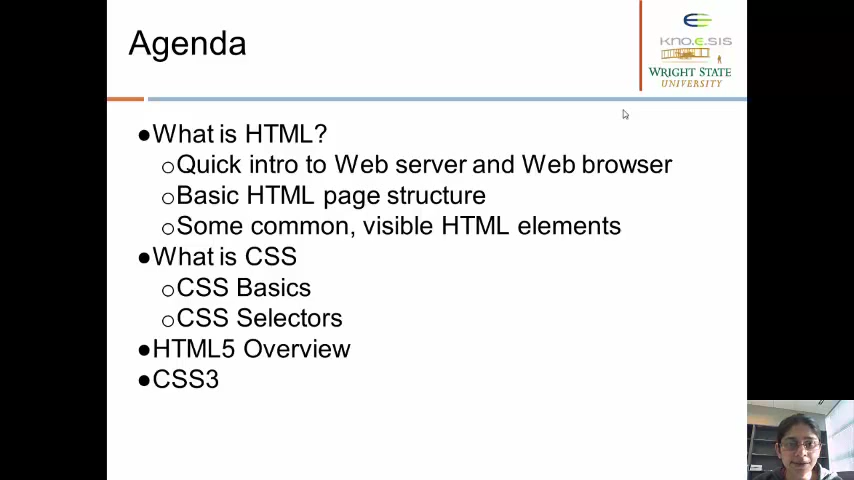 Agenda
KNO.E.SIS
WRIGHT STATE
UNIVERSITY
●What is HTML?
○Quick intro to Web server and Web browser
○Basic HTML page structure
○Some common, visible HTML elements
●What is CSS
○CSS Basics
○CSS Selectors
●HTML5 Overview
●CSS3